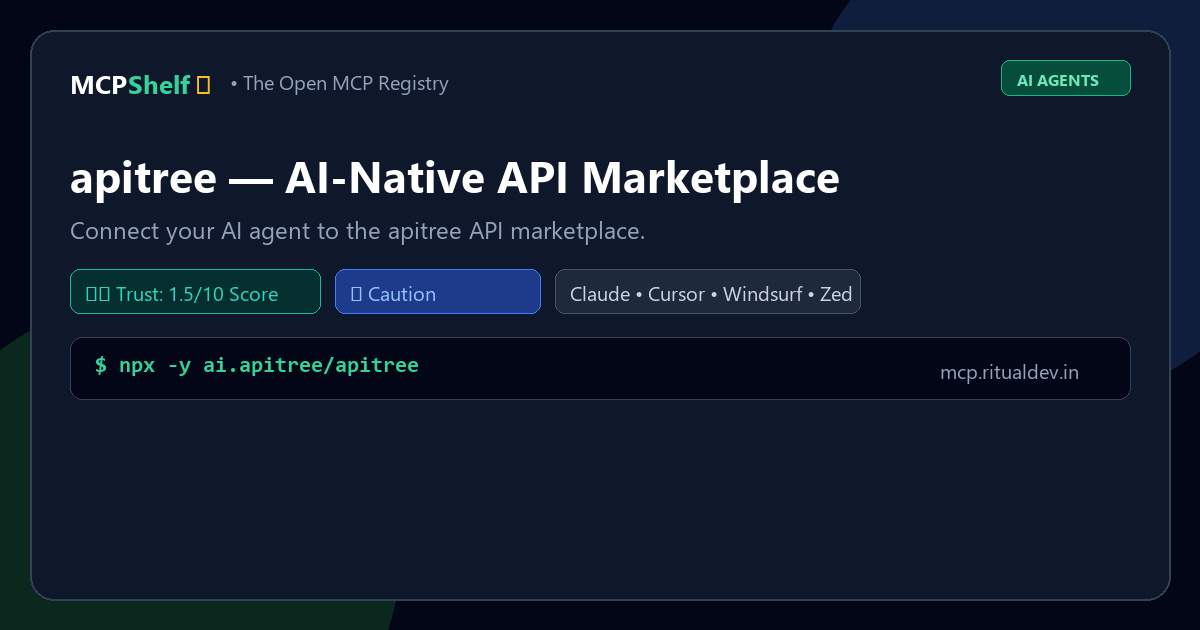 MCPShelf • The Open MCP Registry
AI AGENTS
apitree — AI-Native API Marketplace
Connect your AI agent to the apitree API marketplace.
Trust: 1.5/10 Score
Caution
Claude • Cursor • Windsurf • Zed
$ npx -y ai.apitree/apitree
mcp.ritualdev.in